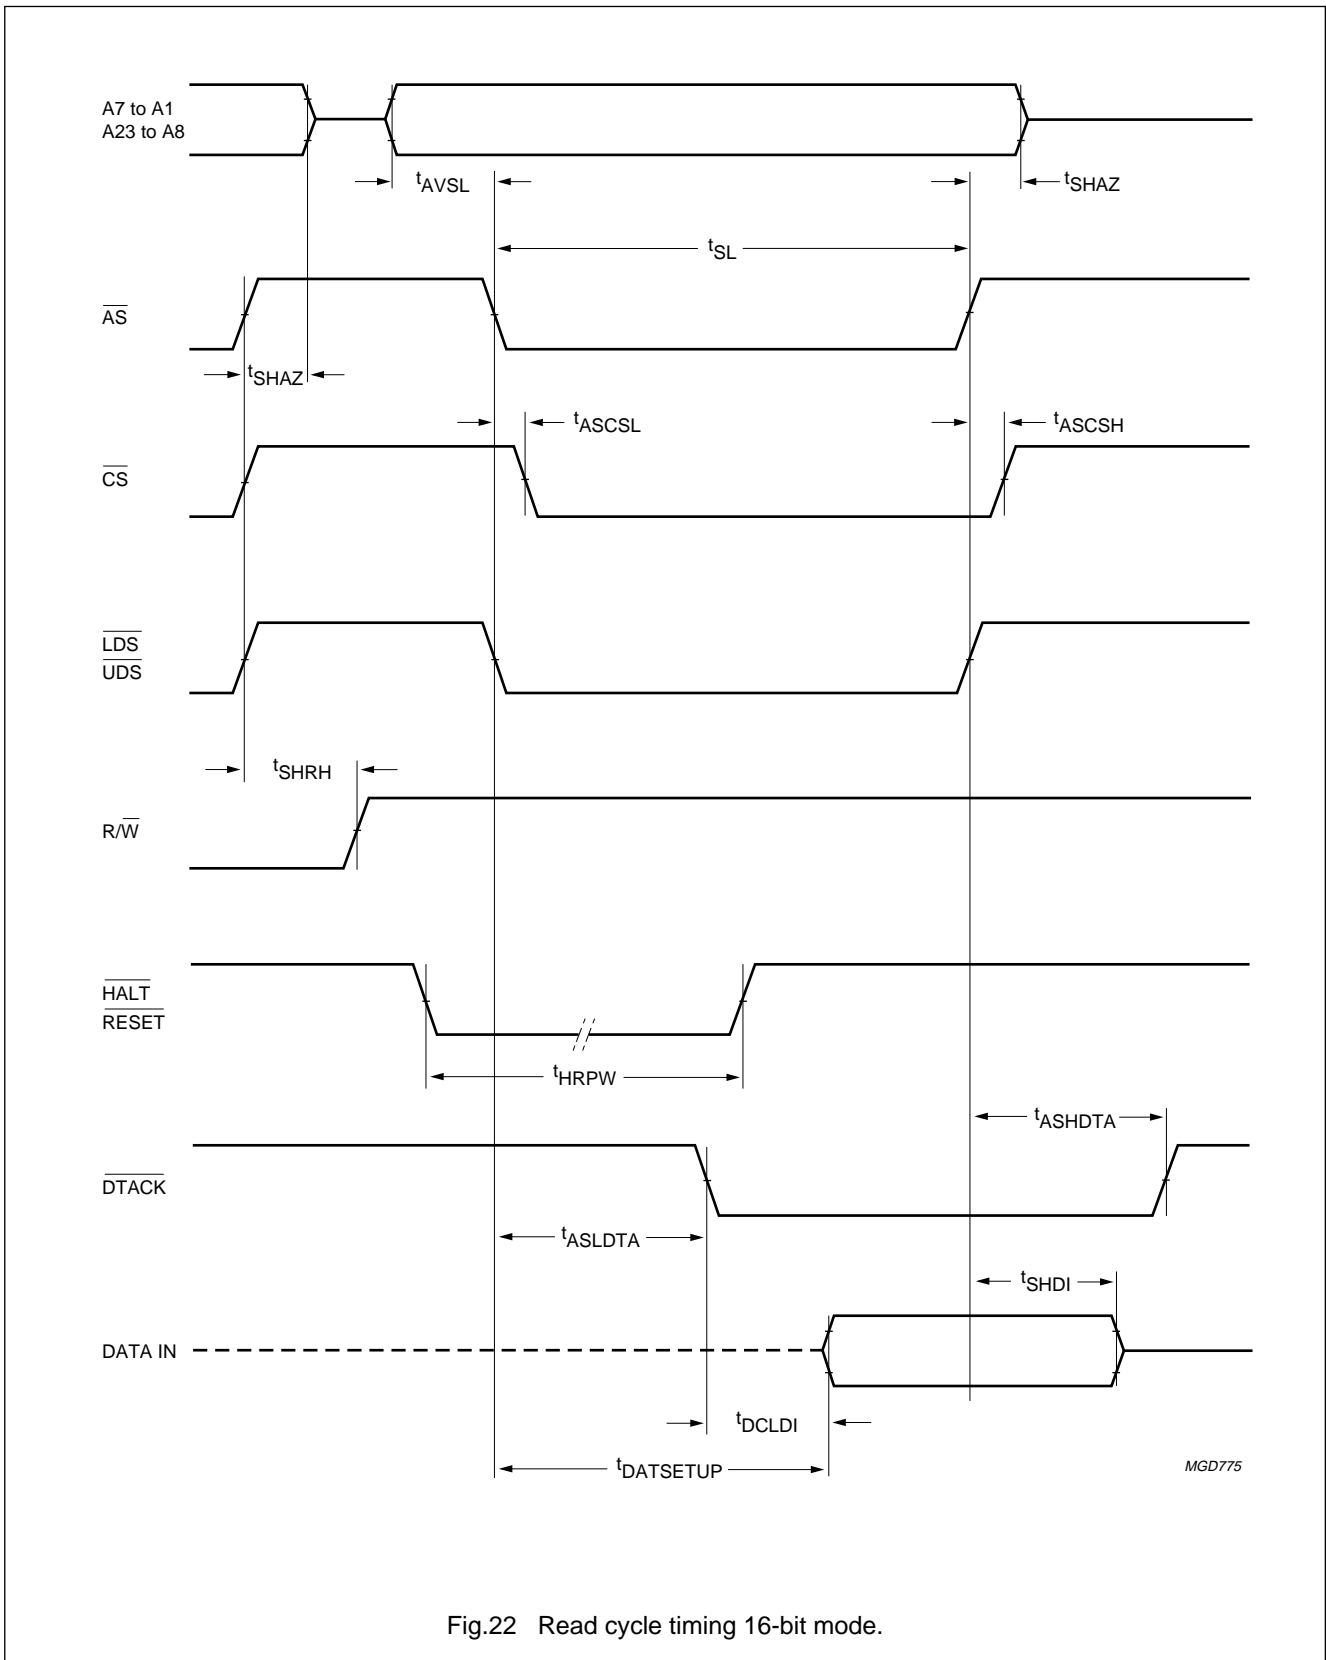 A7 to A1
A23 to A8
tAVSL
tSHAZ
tSL
AS
tSHAZ
tASCSL
tASCSH
CS
LDS
UDS
tSHRH
R/W
HALT
RESET
tHRPW
tASHDTA
DTACK
tASLDTA
tSHDI
DATA IN
tDCLDI
tDATSETUP
MGD775
Fig.22 Read cycle timing 16-bit mode.